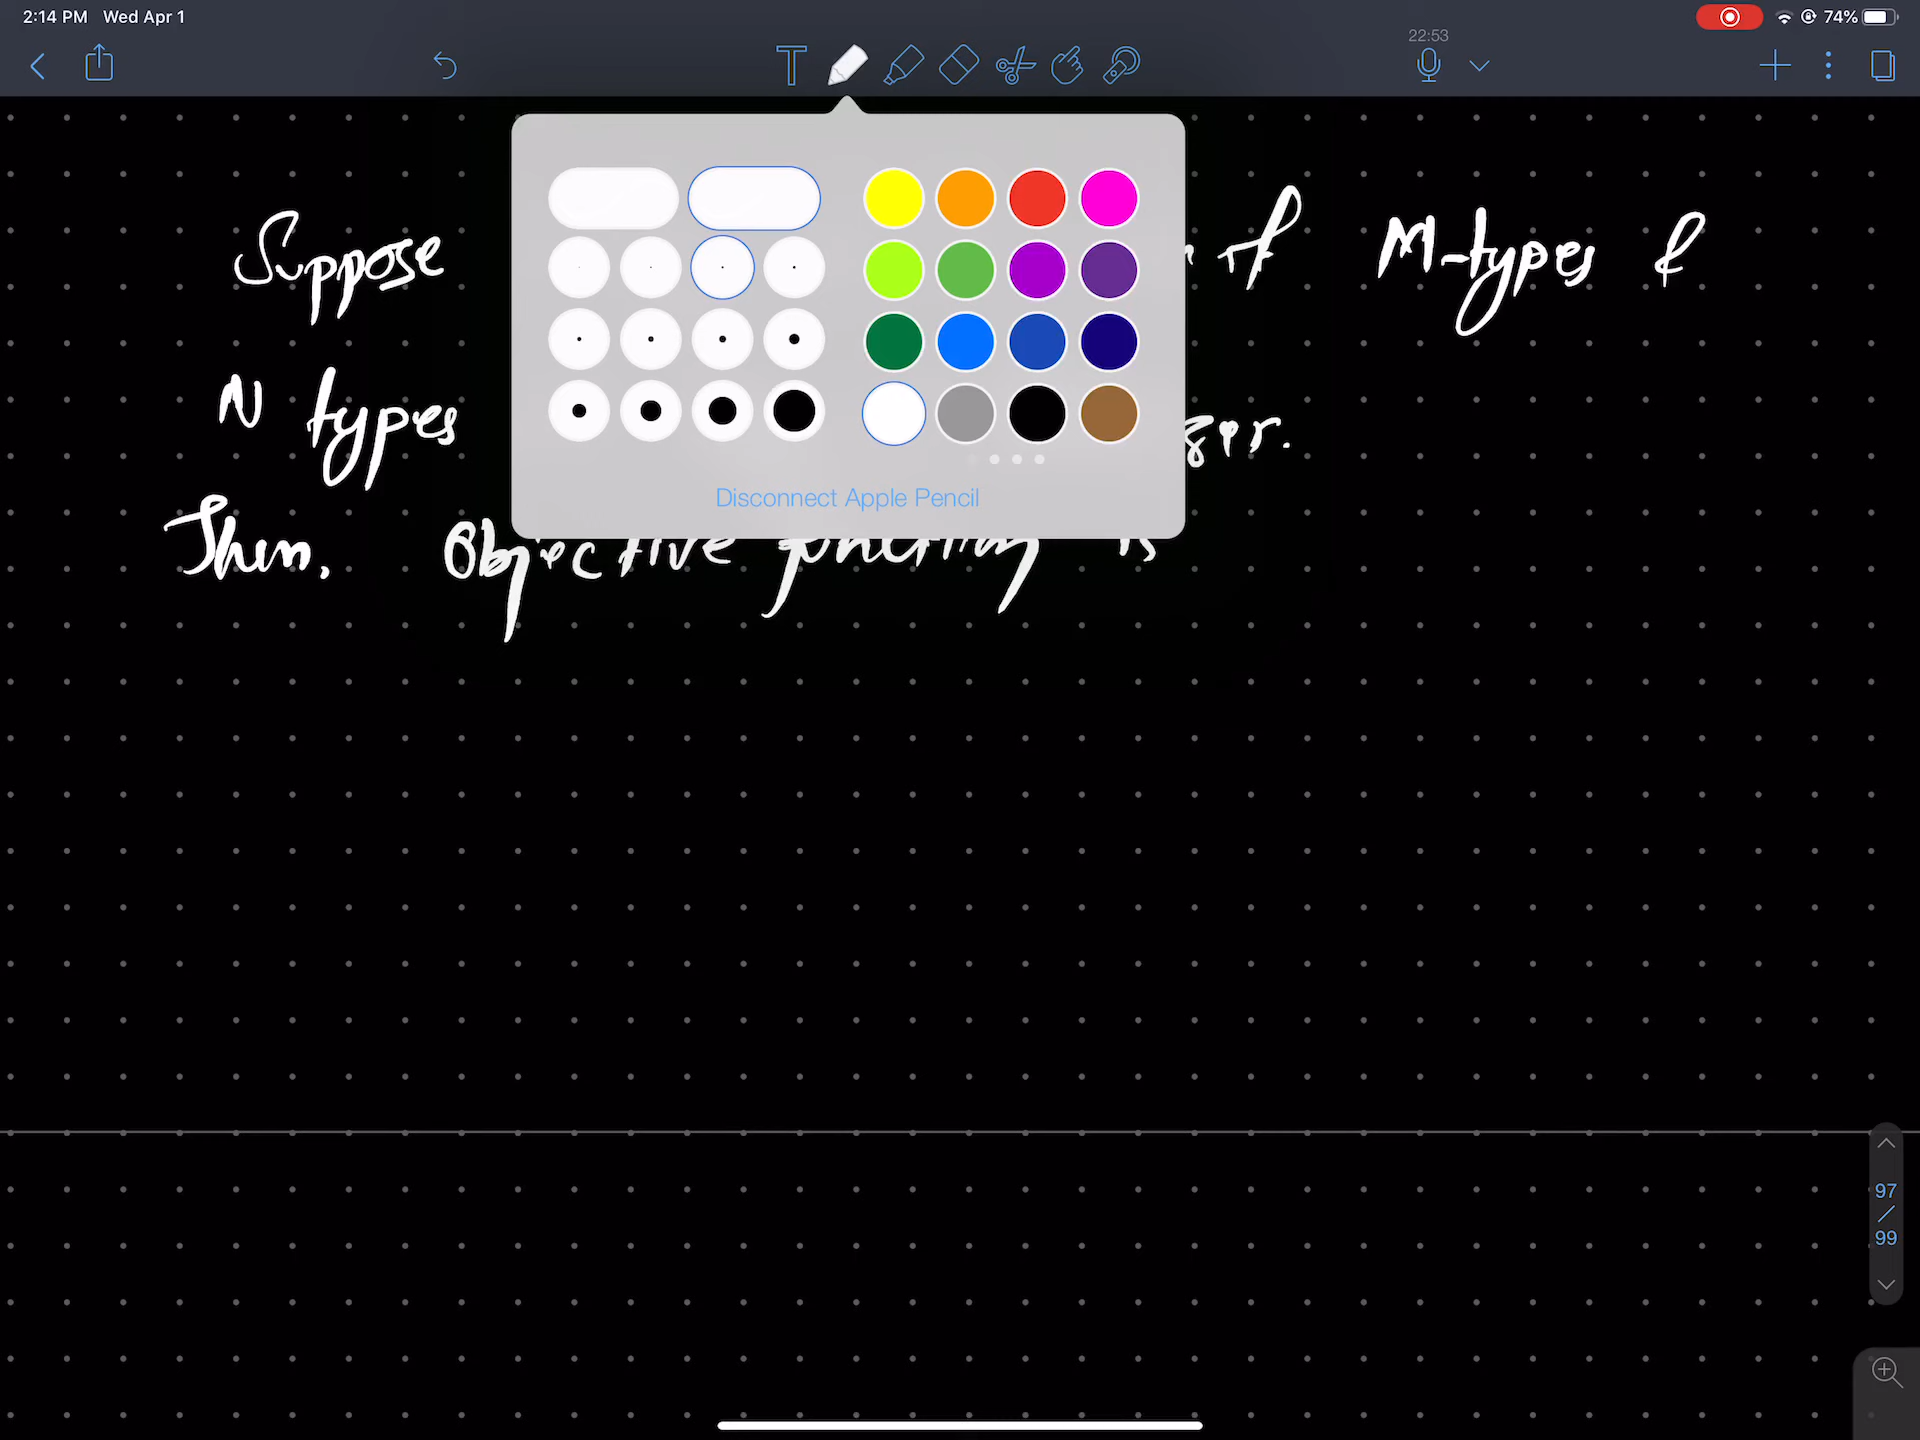 2:14 PM Wed Apr 1
74%
22:53
Suppose of M-types &
N types
Disconnect Apple Pencil
Then, Objective function is
97
/
99